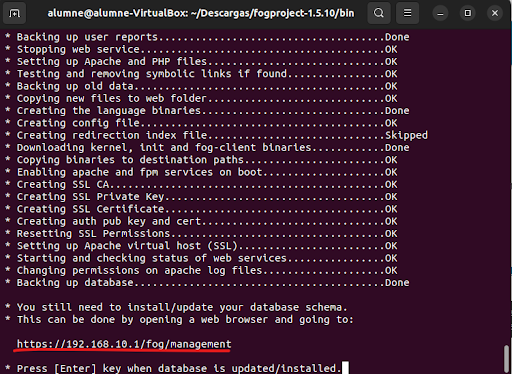 alumne@alumne-VirtualBox: ~/Descargas/fogproject-1.5.10/bin
* Backing up user reports.......................................Done
* Stopping web service..........................................OK
* Setting up Apache and PHP files...............................OK
* Testing and removing symbolic links if found..................OK
* Backing up old data...........................................OK
* Copying new files to web folder...............................OK
* Creating the language binaries................................Done
* Creating config file..........................................OK
* Creating redirection index file...............................Skipped
* Downloading kernel, init and fog-client binaries..............Done
* Copying binaries to destination paths.........................OK
* Enabling apache and fpm services on boot......................OK
* Creating SSL CA...............................................OK
* Creating SSL Private Key......................................OK
* Creating SSL Certificate......................................OK
* Creating auth pub key and cert................................OK
* Resetting SSL Permissions.....................................OK
* Setting up Apache virtual host (SSL)..........................OK
* Starting and checking status of web services..................OK
* Changing permissions on apache log files......................OK
* Backing up database...........................................Done
* You still need to install/update your database schema.
* This can be done by opening a web browser and going to:
https://192.168.10.1/fog/management
* Press [Enter] key when database is updated/installed.